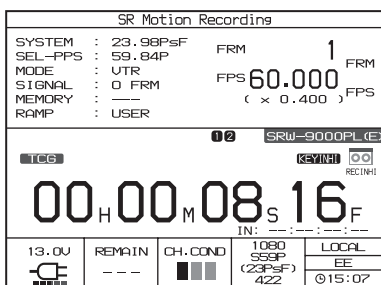 SR Motion Recording
SYSTEM : 23.98PsF
SEL-PPS : 59.84P
MODE : VTR
SIGNAL : 0 FRM
MEMORY : ---
RAMP : USER
FRM 1 FRM
FPS 60.000 FPS
( x 0.400 )
1 2 SRW-9000PL(E)
TCG KEYINHI
RECINHI
00H00M08S16F
IN: --:--:--:--
13.0V REMAIN CH.COND 1080 LOCAL
S59P EE
--- (23PsF)
422 15:07